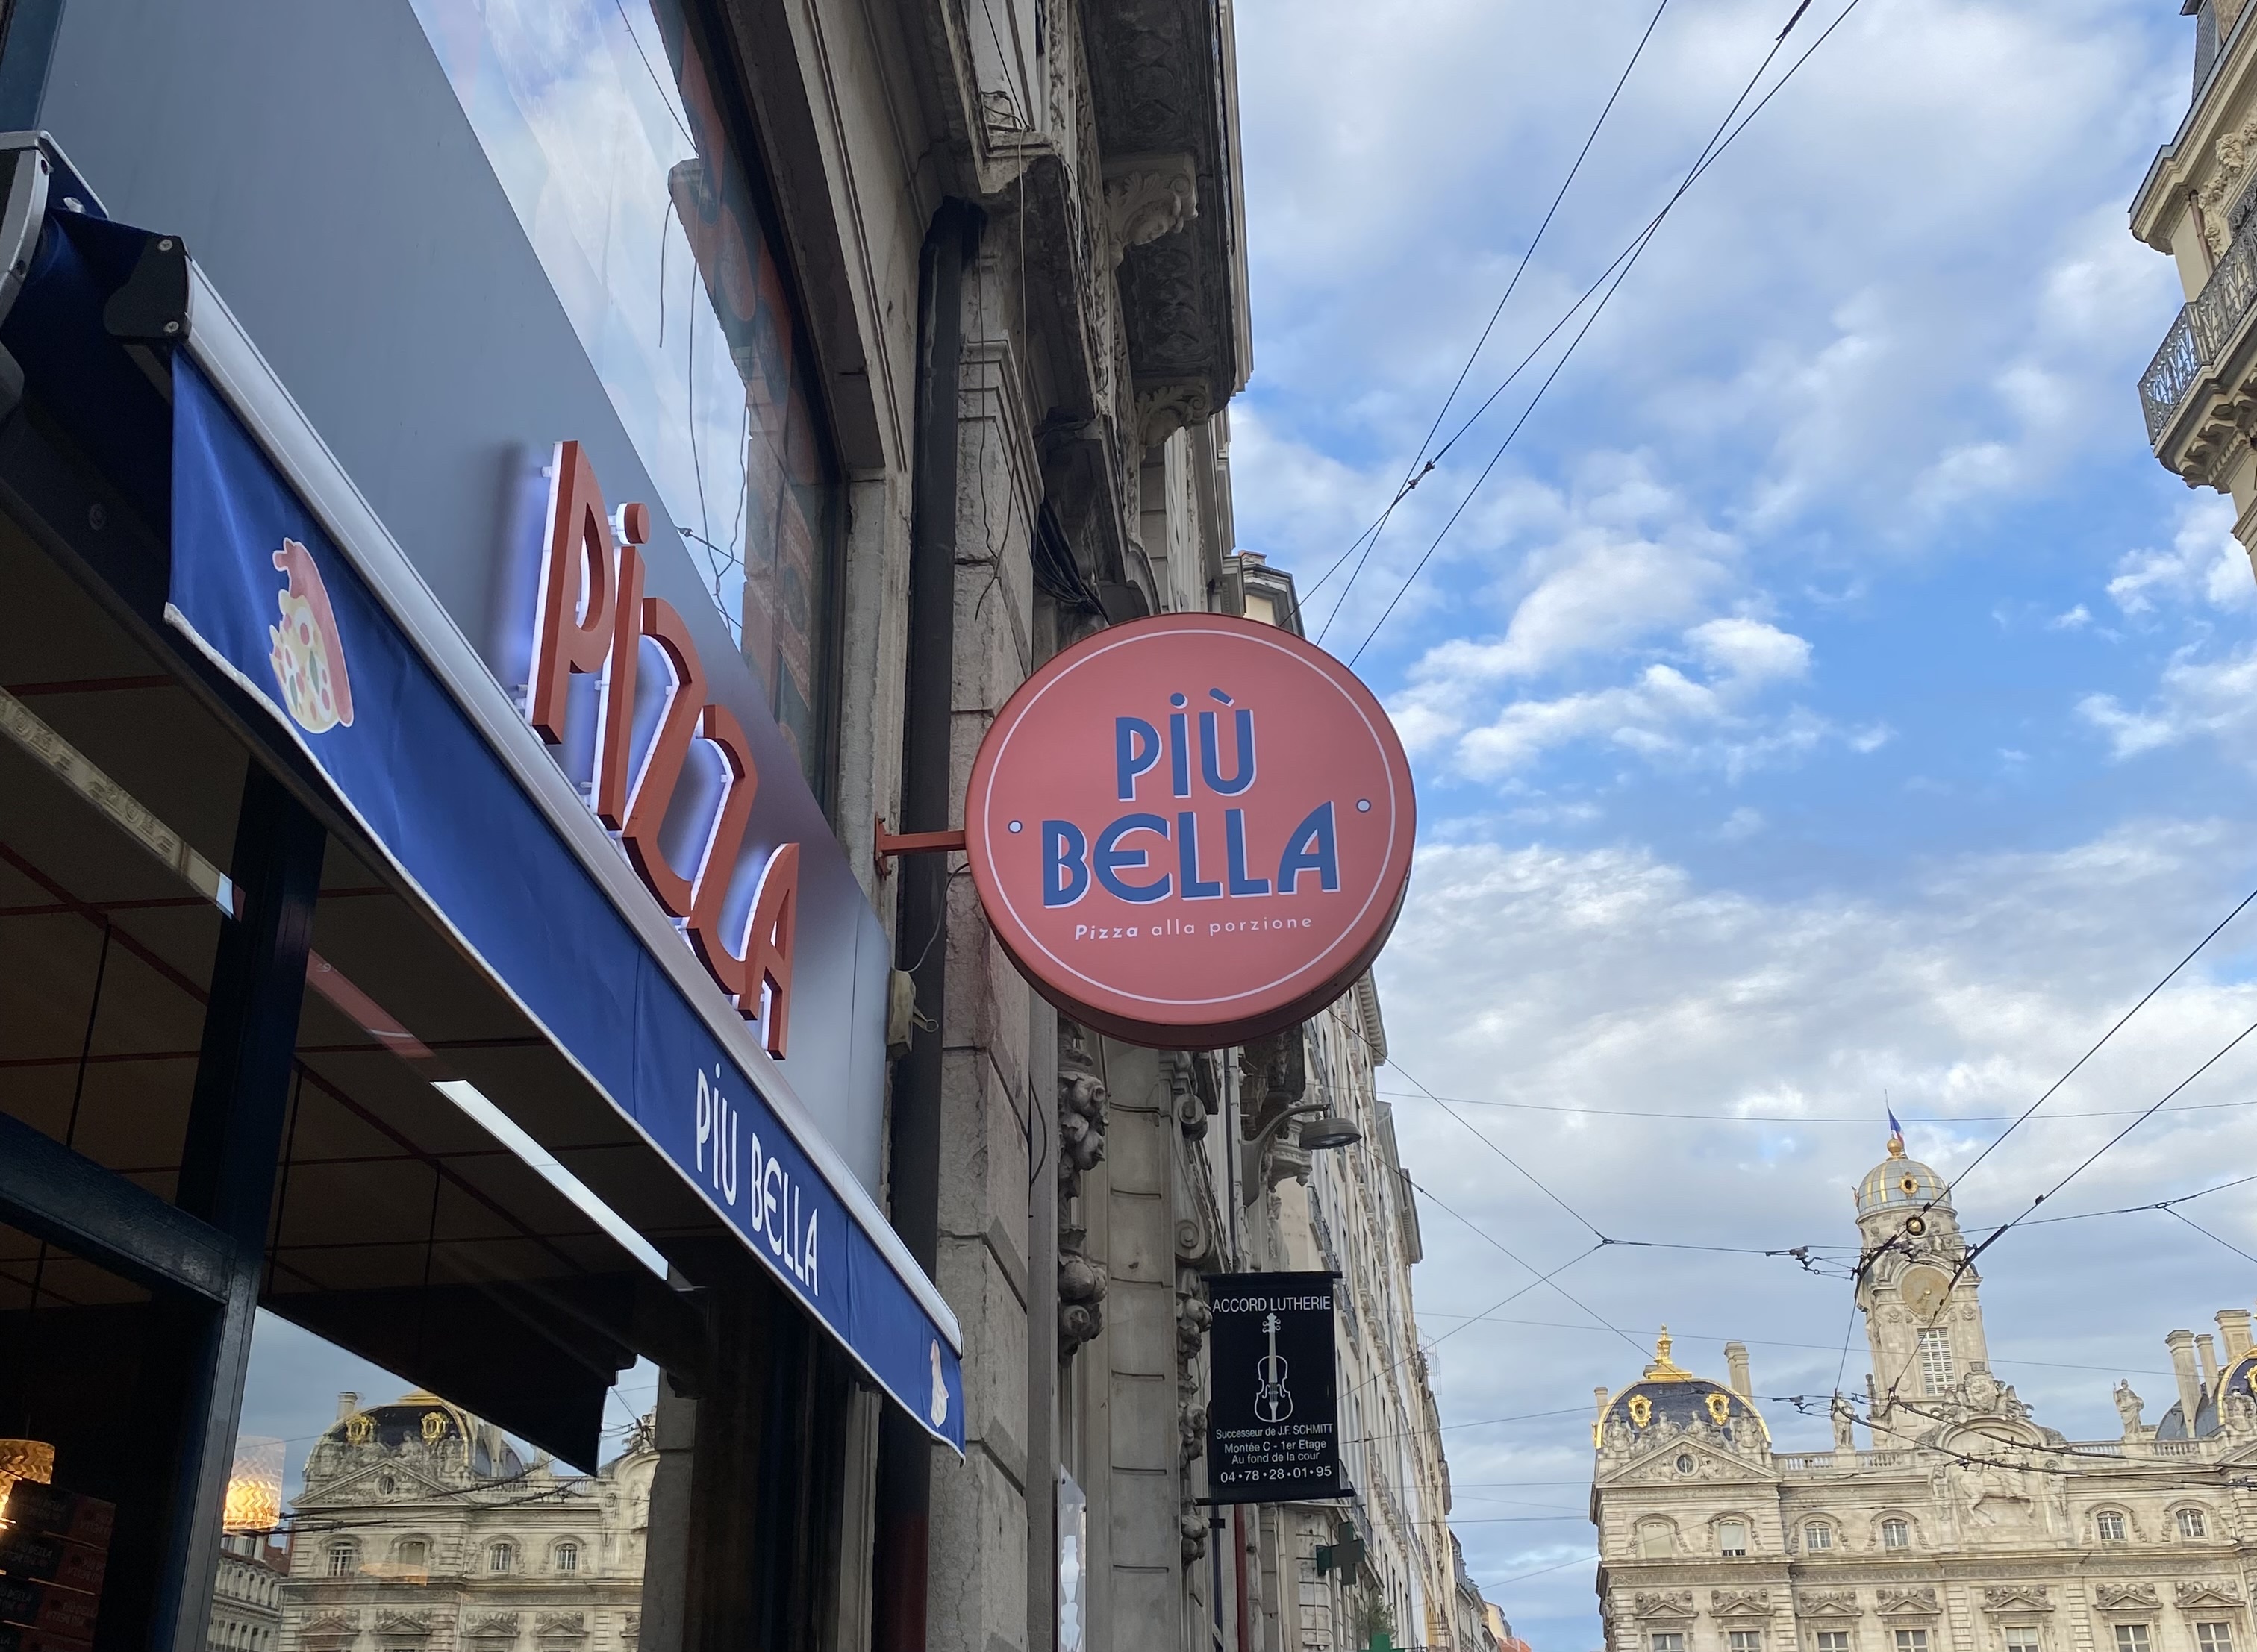 PiZZA
PiÙ
BELLA
Pizza alla porzione
PiÙ BELLA
ACCORD LUTHERIE
Successeur de J.F. SCHMITT
Montée C - 1er Etage
Au fond de la cour
04•78•28•01•95